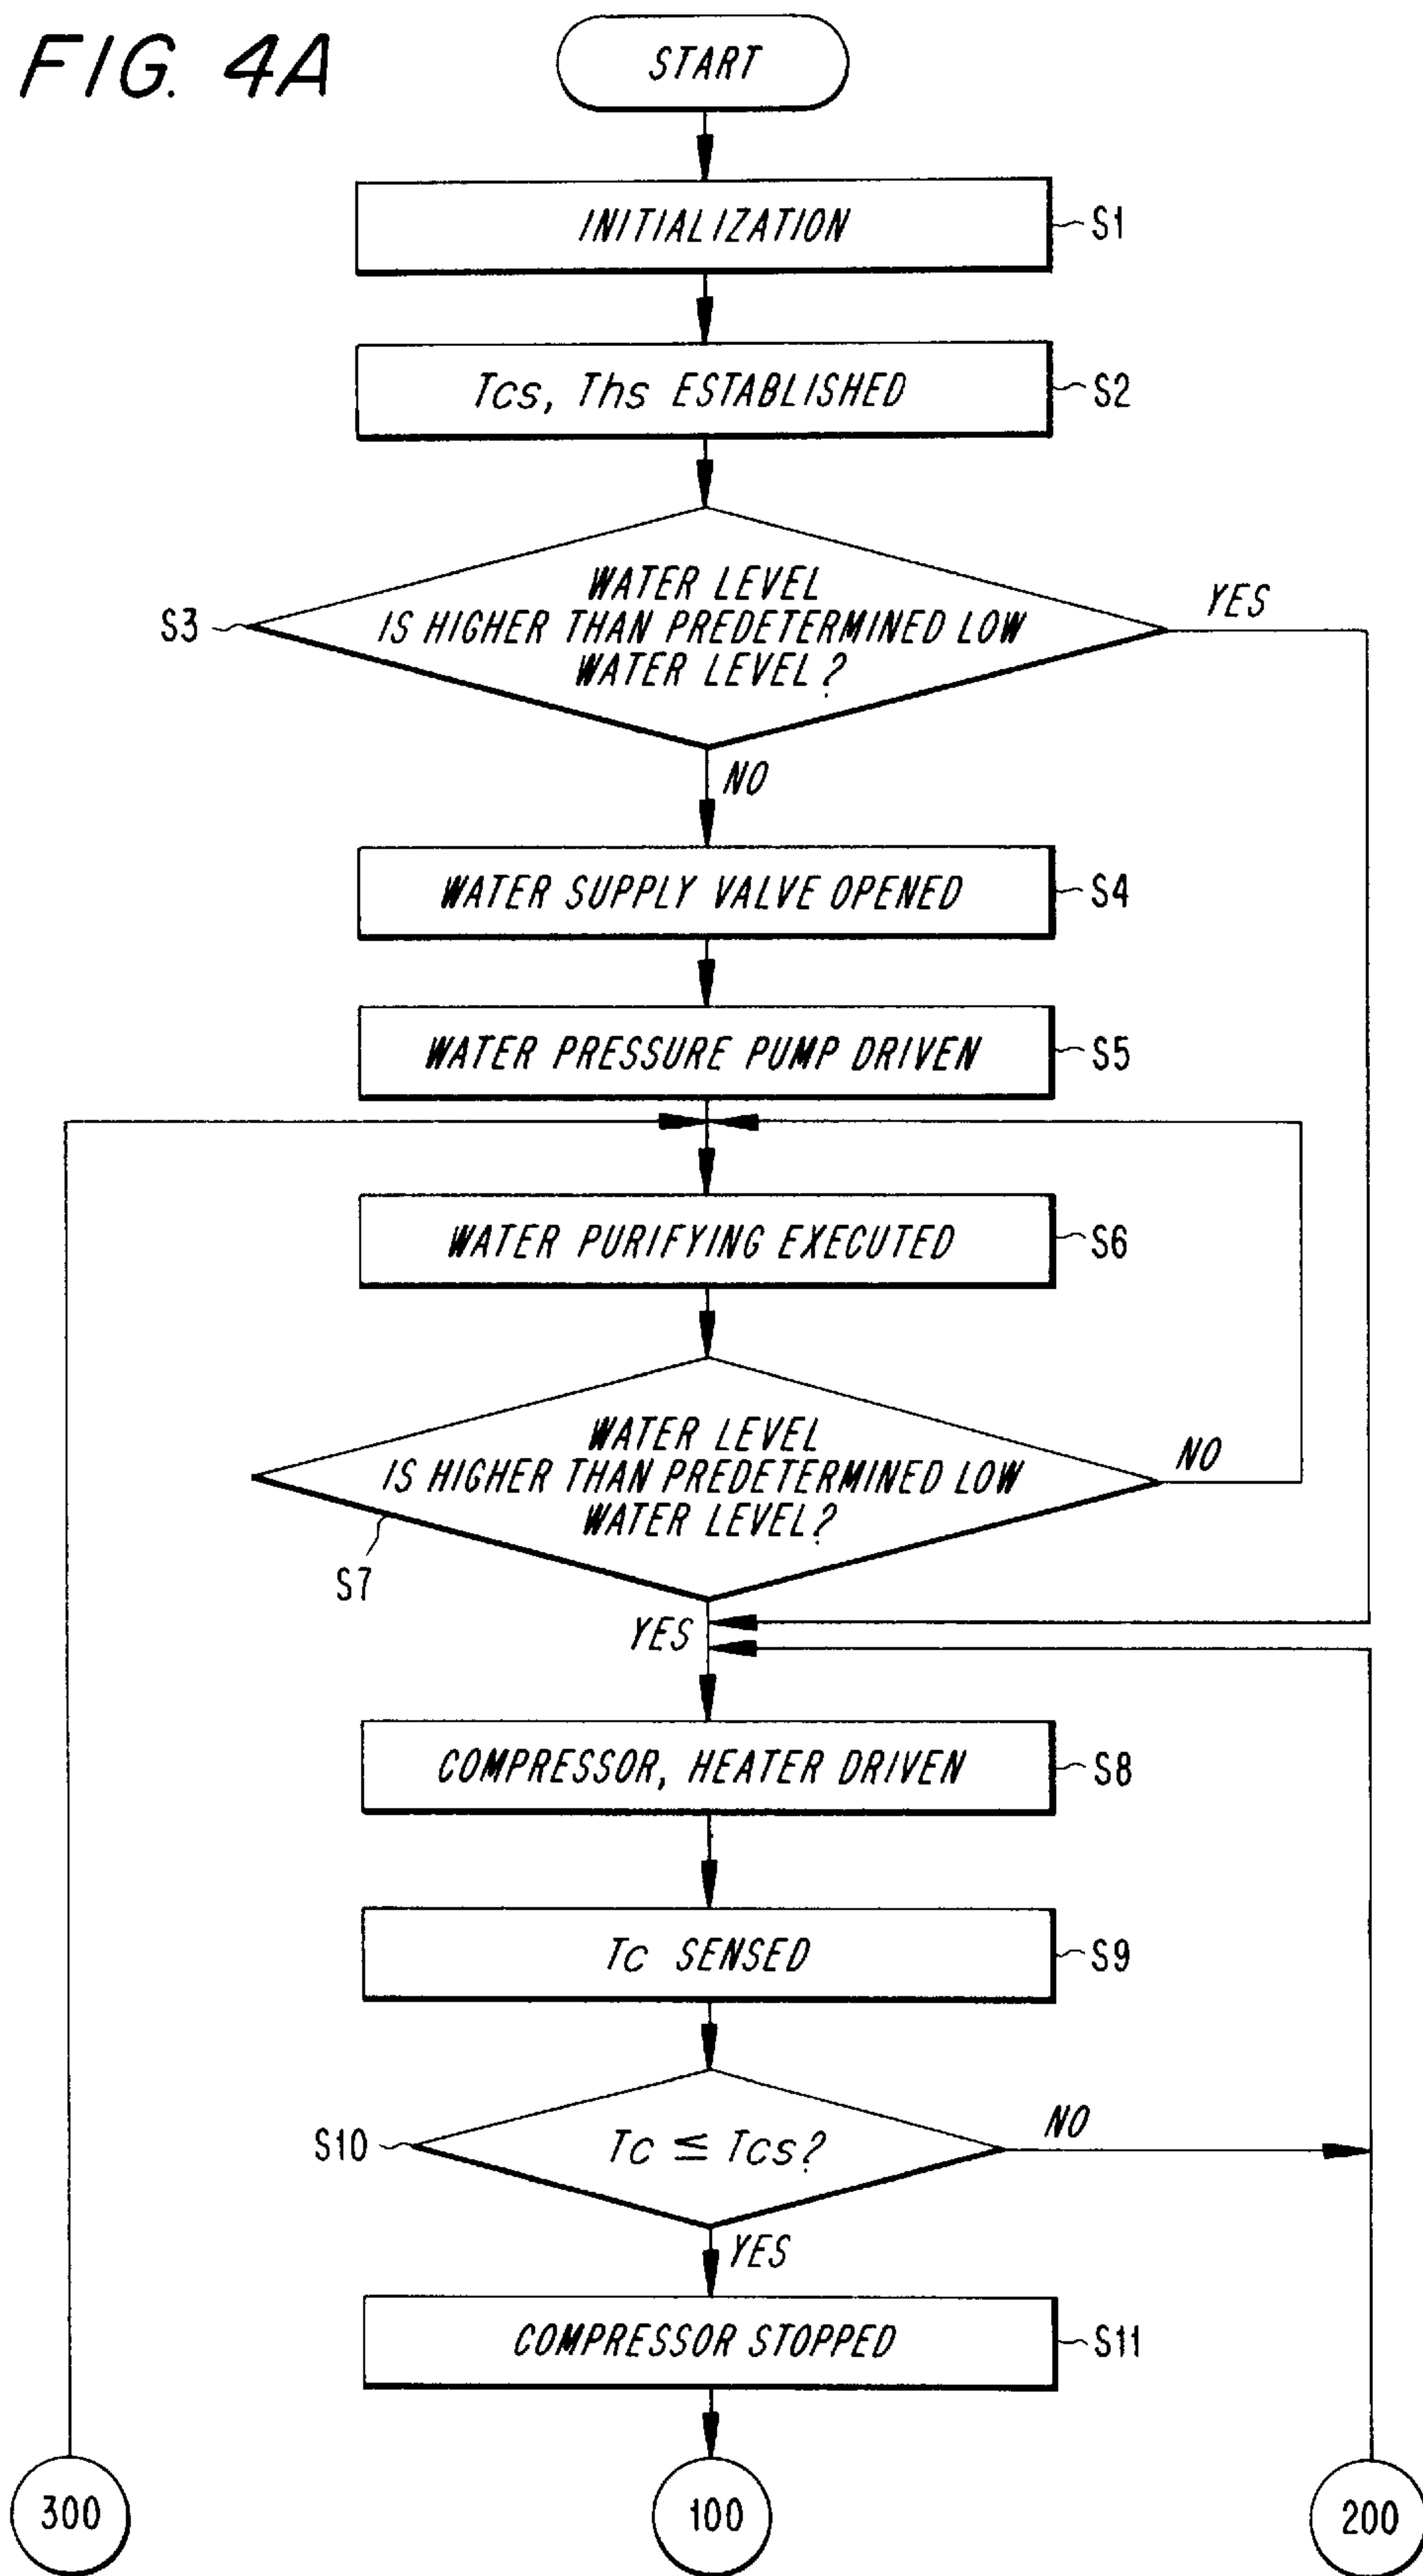 FIG. 4A
START
INITIALIZATION
S1
Tcs, Ths ESTABLISHED
S2
WATER LEVEL
IS HIGHER THAN PREDETERMINED LOW
WATER LEVEL?
S3
YES
NO
WATER SUPPLY VALVE OPENED
S4
WATER PRESSURE PUMP DRIVEN
S5
WATER PURIFYING EXECUTED
S6
WATER LEVEL
IS HIGHER THAN PREDETERMINED LOW
WATER LEVEL?
NO
S7
YES
COMPRESSOR, HEATER DRIVEN
S8
Tc SENSED
S9
S10
Tc ≦ Tcs?
NO
YES
COMPRESSOR STOPPED
S11
300
100
200